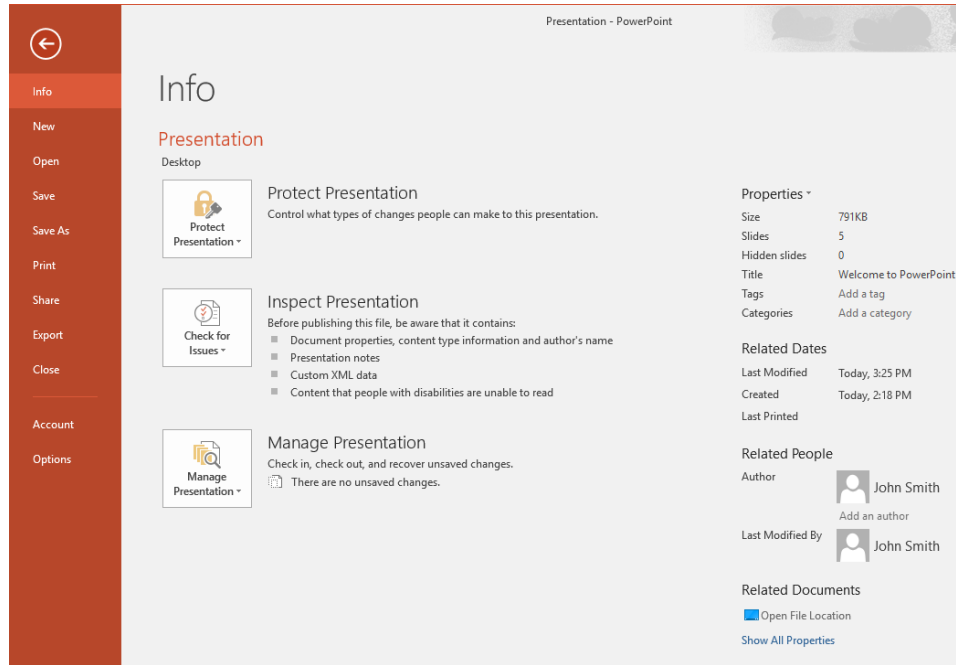 Presentation - PowerPoint
Info
New
Open
Save
Save As
Print
Share
Export
Close
Account
Options
Info
Presentation
Desktop
Protect
Presentation
Protect Presentation
Control what types of changes people can make to this presentation.
Check for
Issues
Inspect Presentation
Before publishing this file, be aware that it contains:
Document properties, content type information and author's name
Presentation notes
Custom XML data
Content that people with disabilities are unable to read
Manage
Presentation
Manage Presentation
Check in, check out, and recover unsaved changes.
There are no unsaved changes.
Properties
Size 791KB
Slides 5
Hidden slides 0
Title Welcome to PowerPoint
Tags Add a tag
Categories Add a category
Related Dates
Last Modified Today, 3:25 PM
Created Today, 2:18 PM
Last Printed
Related People
Author John Smith
Add an author
Last Modified By John Smith
Related Documents
Open File Location
Show All Properties